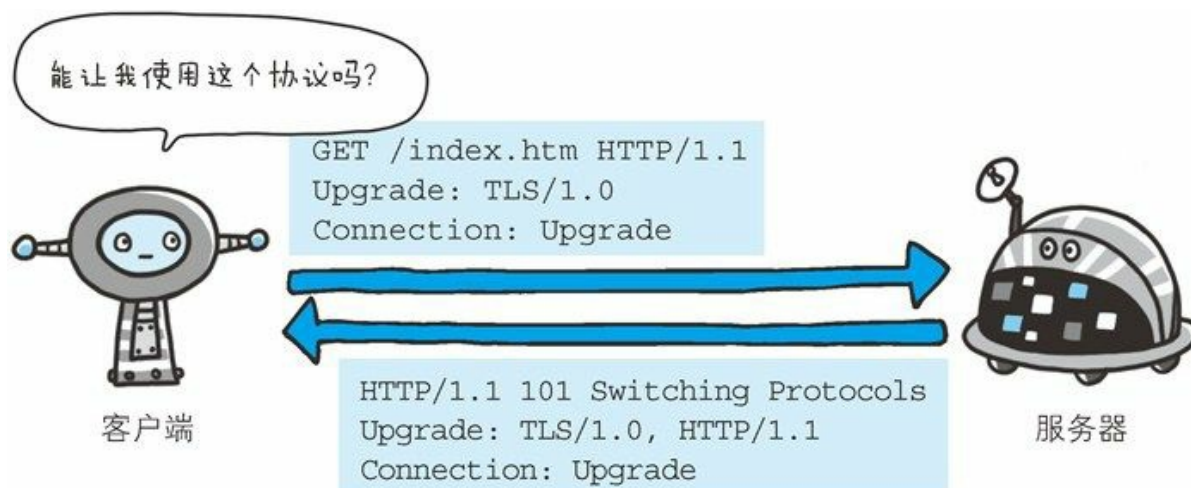 能让我使用这个协议吗?
GET /index.htm HTTP/1.1
Upgrade: TLS/1.0
Connection: Upgrade
HTTP/1.1 101 Switching Protocols
Upgrade: TLS/1.0, HTTP/1.1
Connection: Upgrade
客户端
服务器